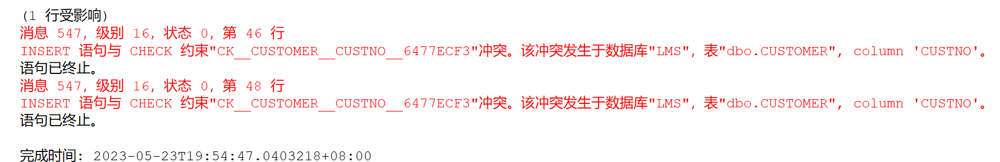 (1 行受影响)
消息 547，级别 16，状态 0，第 46 行
INSERT 语句与 CHECK 约束"CK__CUSTOMER__CUSTNO__6477ECF3"冲突。该冲突发生于数据库"LMS"，表"dbo.CUSTOMER", column 'CUSTNO'。
语句已终止。
消息 547，级别 16，状态 0，第 48 行
INSERT 语句与 CHECK 约束"CK__CUSTOMER__CUSTNO__6477ECF3"冲突。该冲突发生于数据库"LMS"，表"dbo.CUSTOMER", column 'CUSTNO'。
语句已终止。
完成时间: 2023-05-23T19:54:47.0403218+08:00